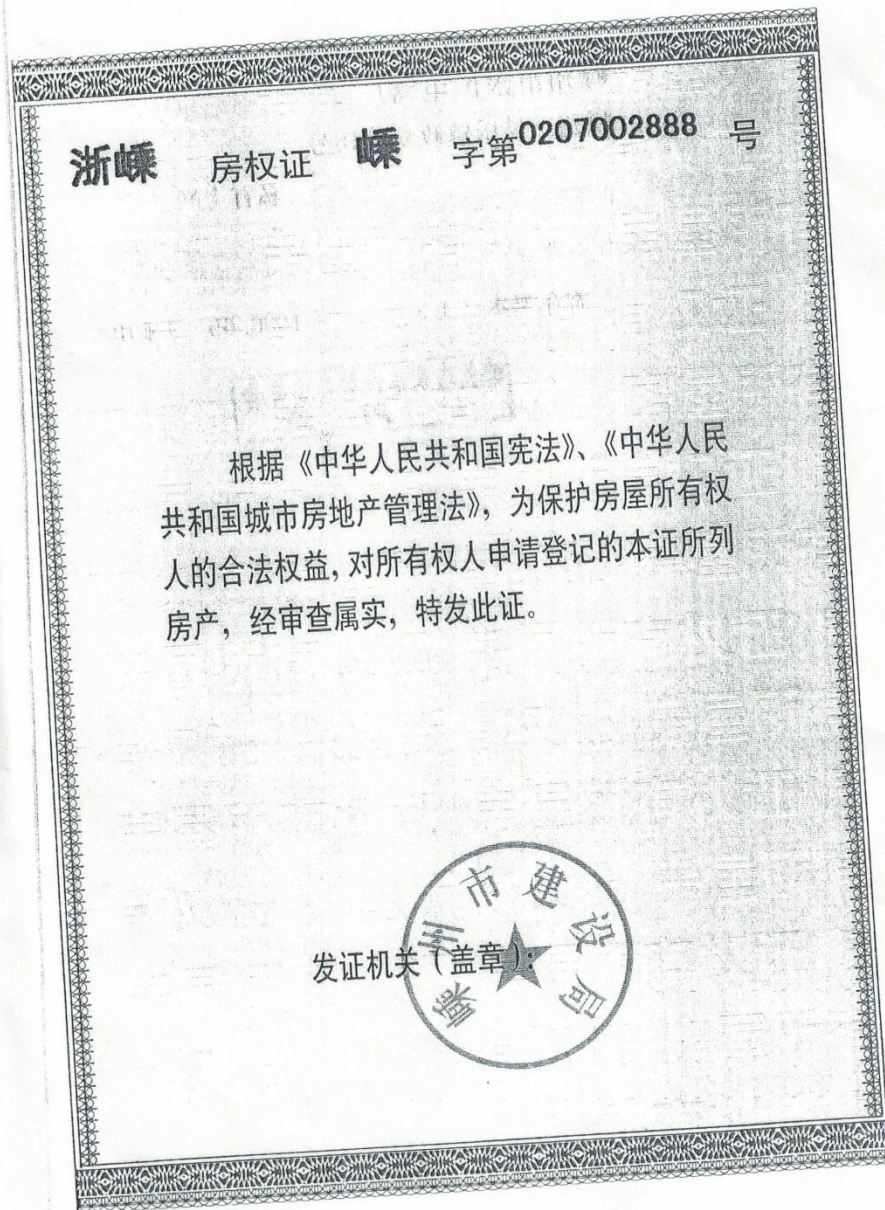 浙嵊 房权证 嵊 字第0207002888 号
根据《中华人民共和国宪法》、《中华人民
共和国城市房地产管理法》，为保护房屋所有权
人的合法权益，对所有权人申请登记的本证所列
房产，经审查属实，特发此证。
发证机关（盖章）：
嵊州市建设局